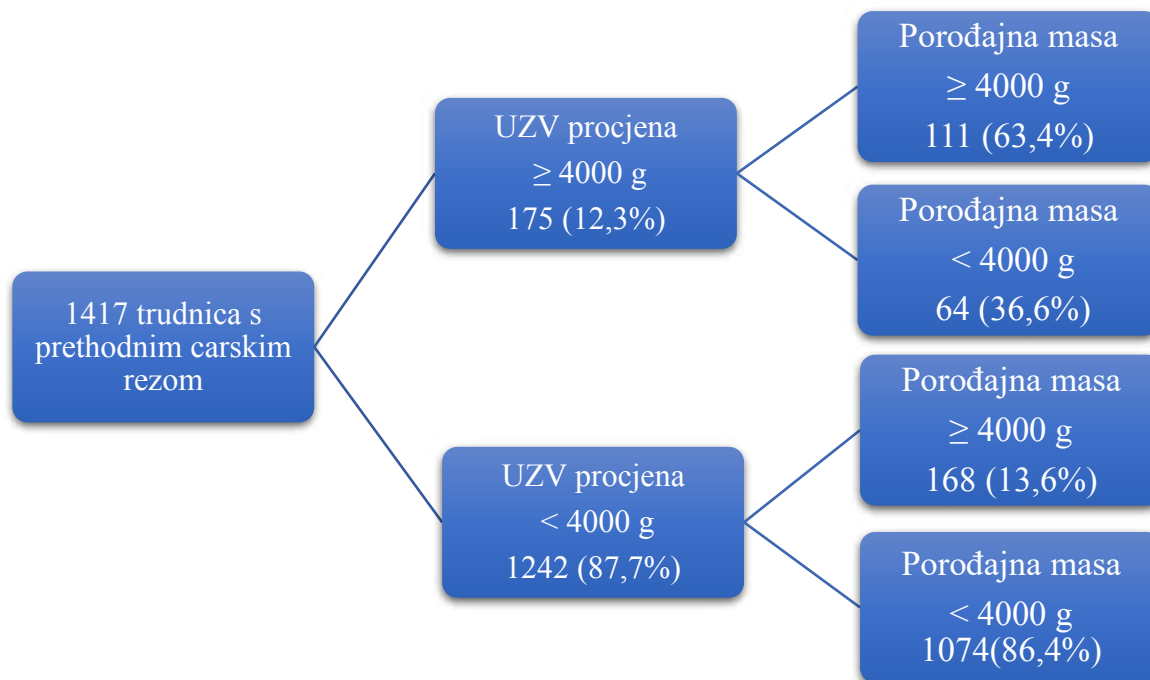 1417 trudnica s
prethodnim carskim
rezom
UZV procjena
≥ 4000 g
175 (12,3%)
UZV procjena
< 4000 g
1242 (87,7%)
Porođajna masa
≥ 4000 g
111 (63,4%)
Porođajna masa
< 4000 g
64 (36,6%)
Porođajna masa
≥ 4000 g
168 (13,6%)
Porođajna masa
< 4000 g
1074(86,4%)